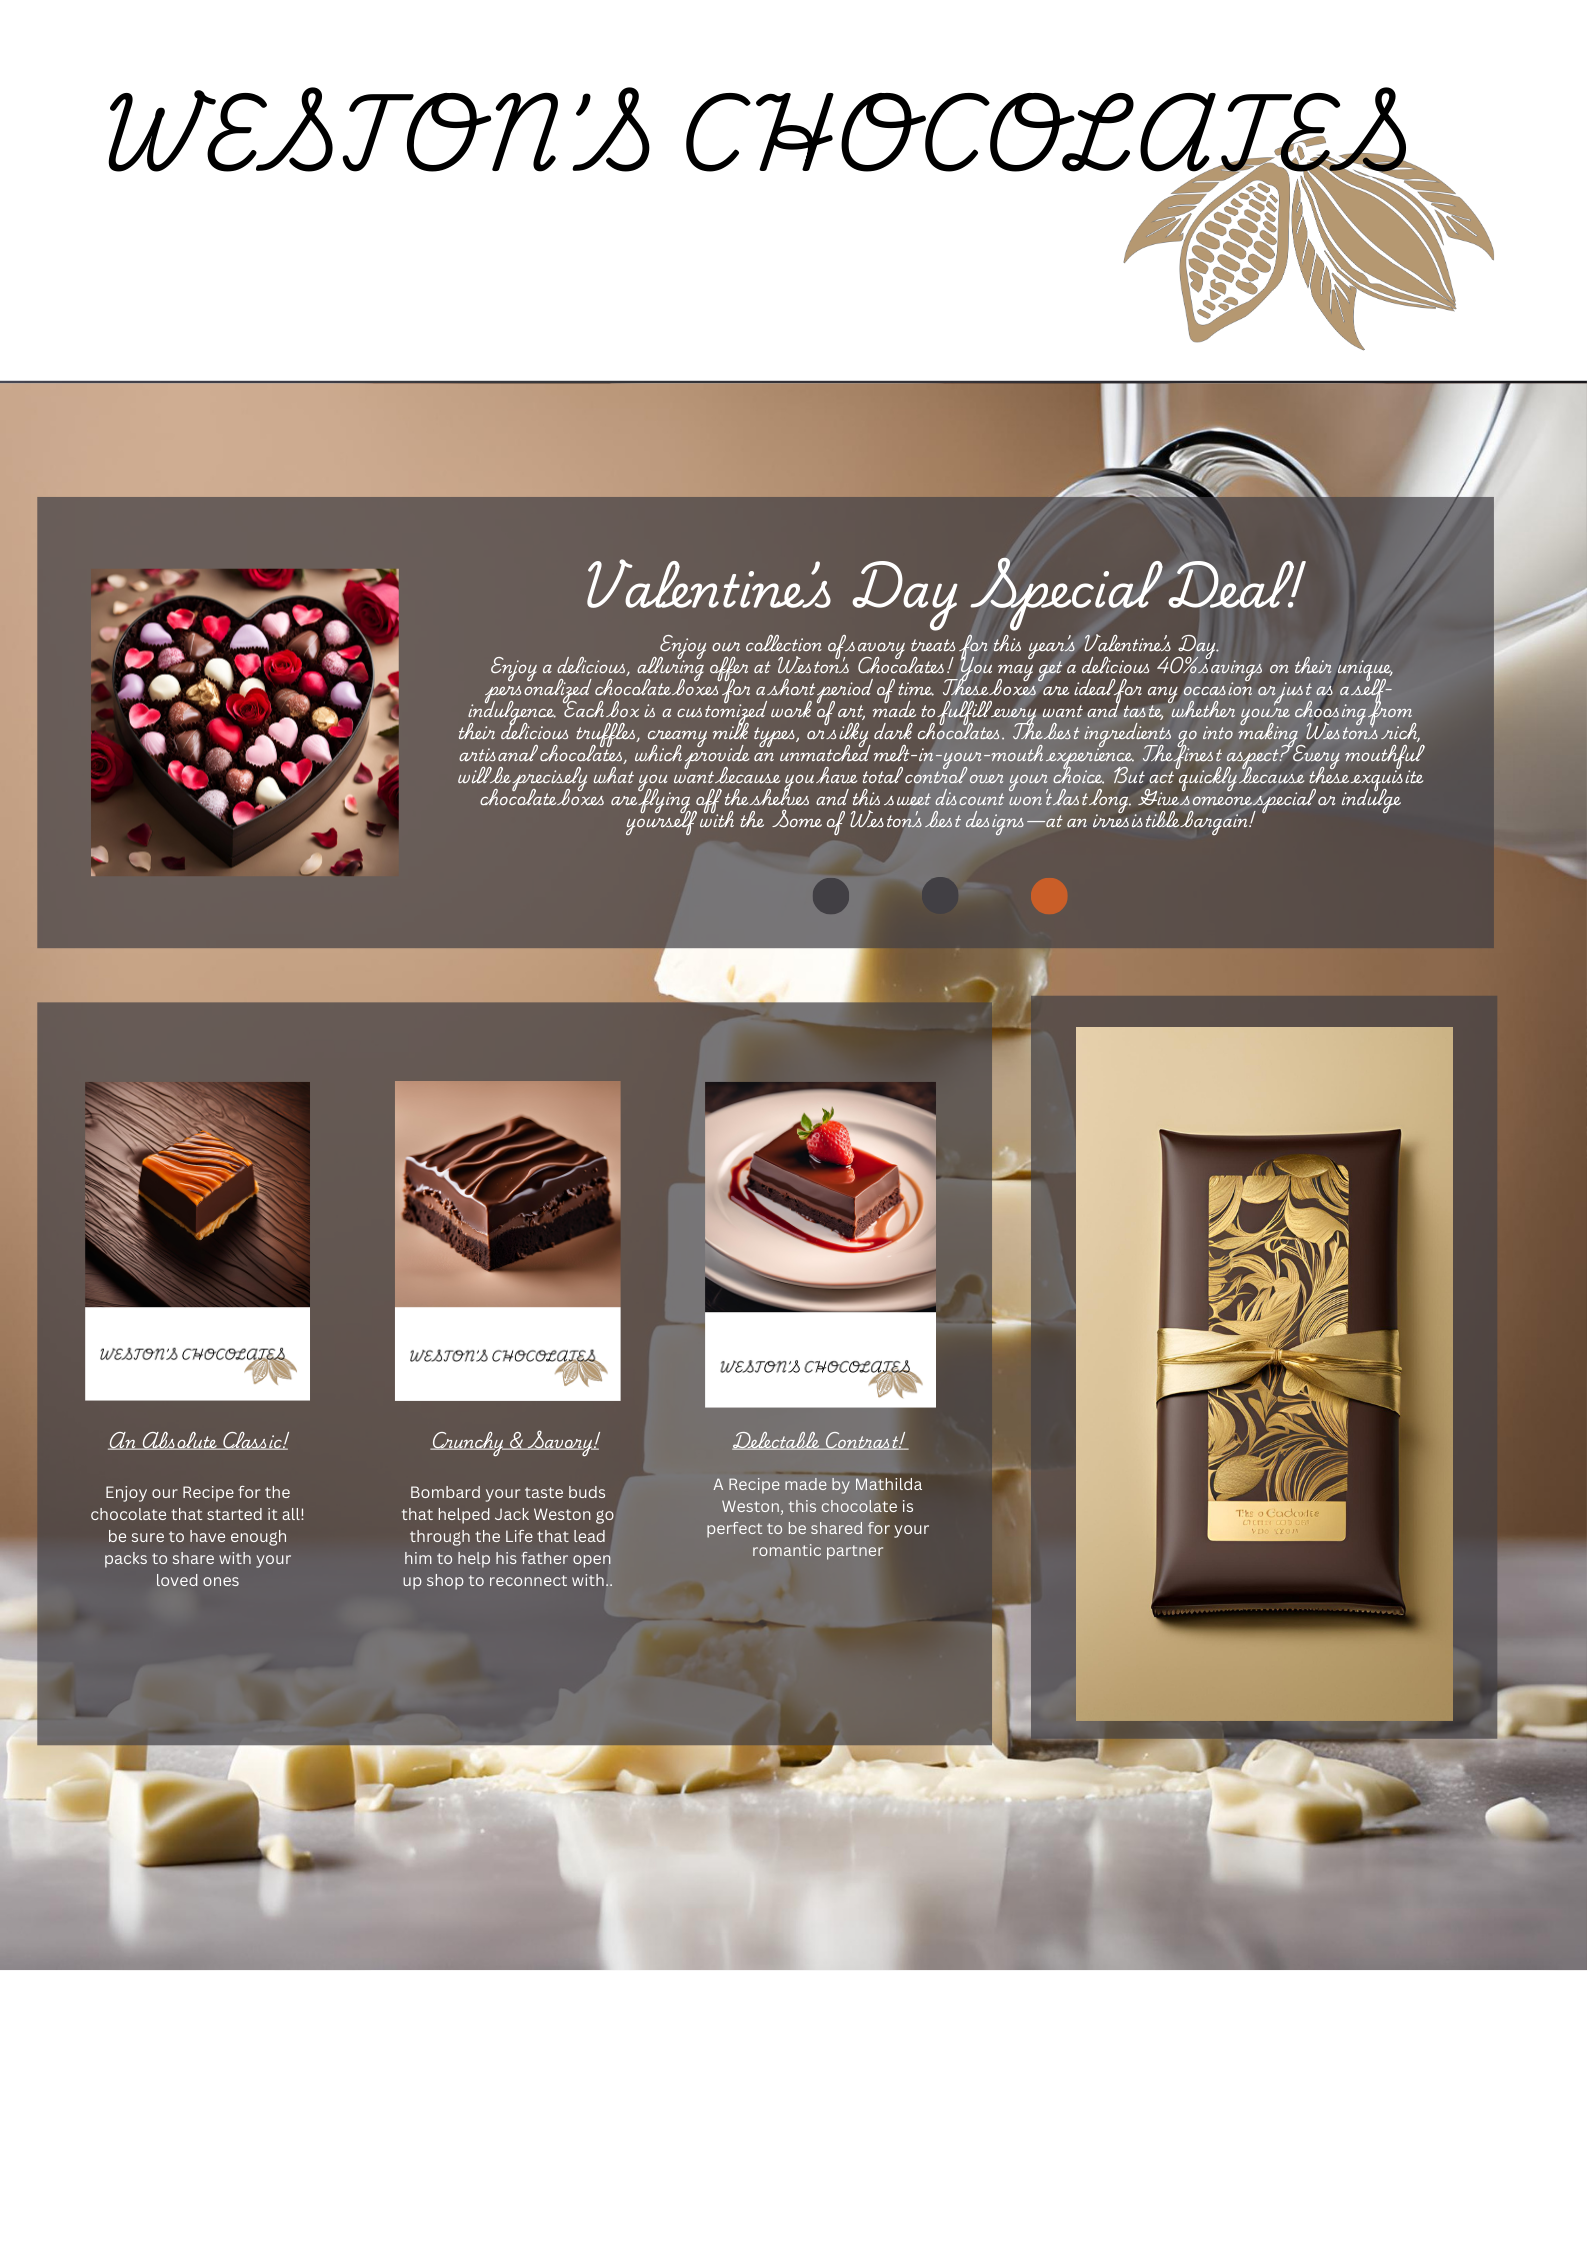 WESTON'S CHOCOLATES
Valentine's Day Special Deal!
Enjoy our collection of savory treats for this year's Valentine's Day.
Enjoy a delicious, alluring offer at Weston's Chocolates! You may get a delicious 40% savings on their unique,
personalized chocolate boxes for a short period of time. These boxes are ideal for any occasion or just as a self-
indulgence. Each box is a customized work of art, made to fulfill every want and taste, whether you're choosing from
their delicious truffles, creamy milk types, or silky dark chocolates. The best ingredients go into making Weston's rich,
artisanal chocolates, which provide an unmatched melt-in-your-mouth experience. The finest aspect? Every mouthful
will be precisely what you want because you have total control over your choice. But act quickly because these exquisite
chocolate boxes are flying off the shelves and this sweet discount won't last long. Give someone special or indulge
yourself with the Some of Weston's best designs—at an irresistible bargain!
WESTON'S CHOCOLATES
An Absolute Classic!
Enjoy our Recipe for the
chocolate that started it all!
be sure to have enough
packs to share with your
loved ones
WESTON'S CHOCOLATES
Crunchy & Savory!
Bombard your taste buds
that helped Jack Weston go
through the Life that lead
him to help his father open
up shop to reconnect with..
WESTON'S CHOCOLATES
Delectable Contrast!
A Recipe made by Mathilda
Weston, this chocolate is
perfect to be shared for your
romantic partner